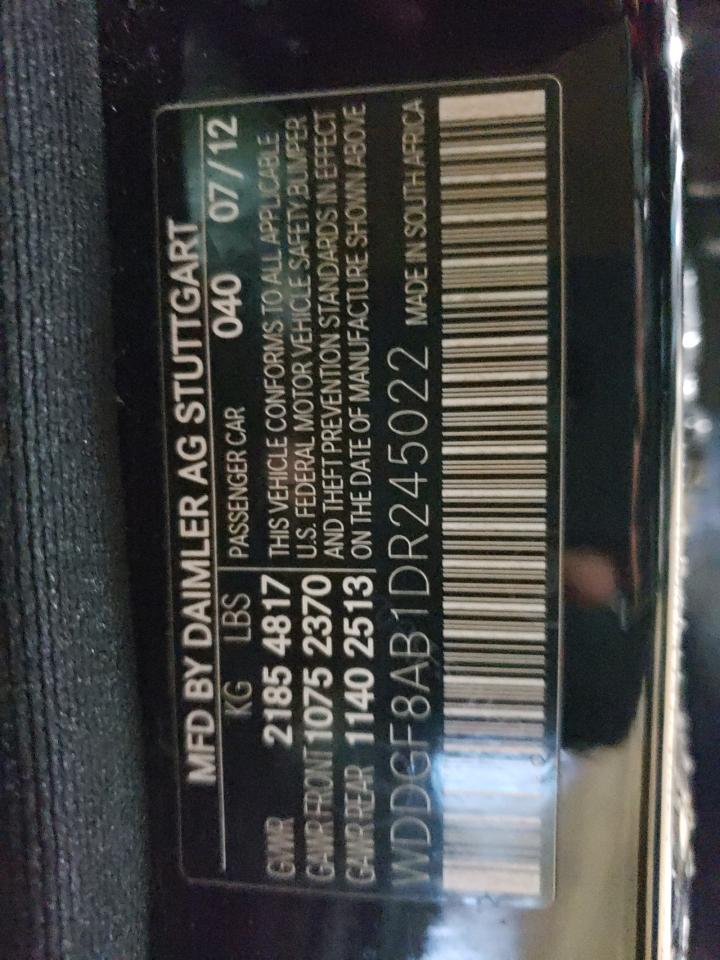 MFD BY DAIMLER AG STUTTGART
KG LBS PASSENGER CAR 040 07/12
GVWR 2185 4817 THIS VEHICLE CONFORMS TO ALL APPLICABLE
GAWR FRONT 1075 2370 U.S. FEDERAL MOTOR VEHICLE SAFETY, BUMPER
GAWR REAR 1140 2513 AND THEFT PREVENTION STANDARDS IN EFFECT
ON THE DATE OF MANUFACTURE SHOWN ABOVE
WDDGF8AB1DR245022 MADE IN SOUTH AFRICA